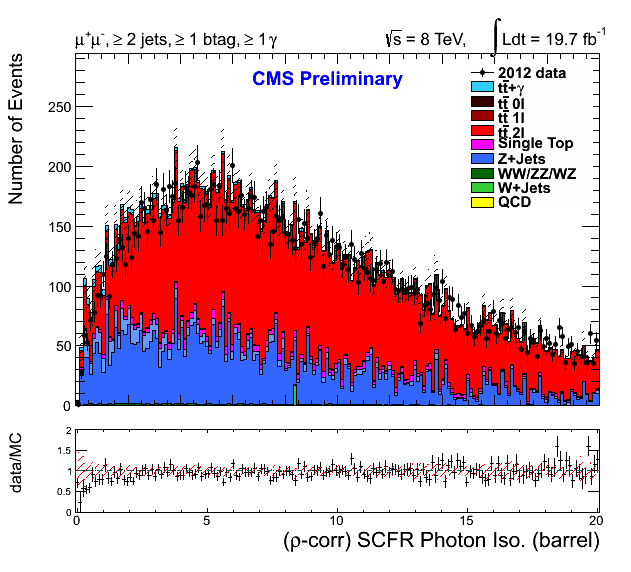 μ⁺μ⁻, ≥ 2 jets, ≥ 1 btag, ≥ 1 γ
√s = 8 TeV, ∫ Ldt = 19.7 fb⁻¹
CMS Preliminary
2012 data
tt̄+γ
tt̄ 0l
tt̄ 1l
tt̄ 2l
Single Top
Z+Jets
WW/ZZ/WZ
W+Jets
QCD
Number of Events
250
200
150
100
50
0
data/MC
2
1.5
1
0.5
0
0 5 10 15 20
(ρ-corr) SCFR Photon Iso. (barrel)